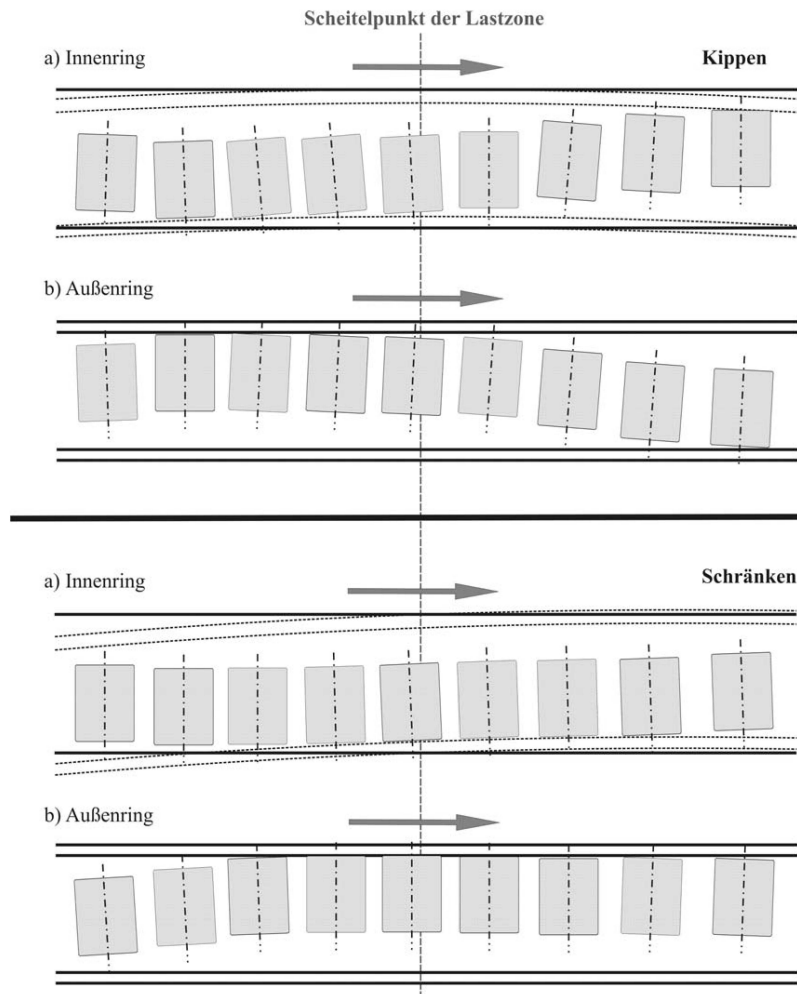 Scheitelpunkt der Lastzone
a) Innenring
Kippen
b) Außenring
a) Innenring
Schränken
b) Außenring